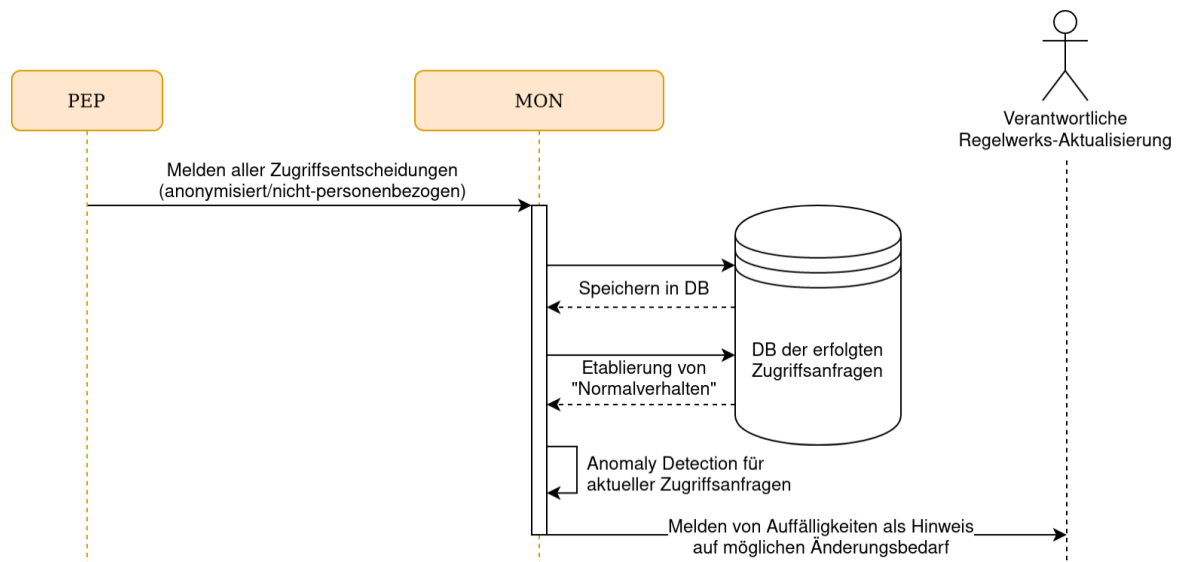 PEP
MON
Verantwortliche
Regelwerks-Aktualisierung
Melden aller Zugriffsentscheidungen
(anonymisiert/nicht-personenbezogen)
Speichern in DB
DB der erfolgten
Zugriffsanfragen
Etablierung von
"Normalverhalten"
Anomaly Detection für
aktueller Zugriffsanfragen
Melden von Auffälligkeiten als Hinweis
auf möglichen Änderungsbedarf